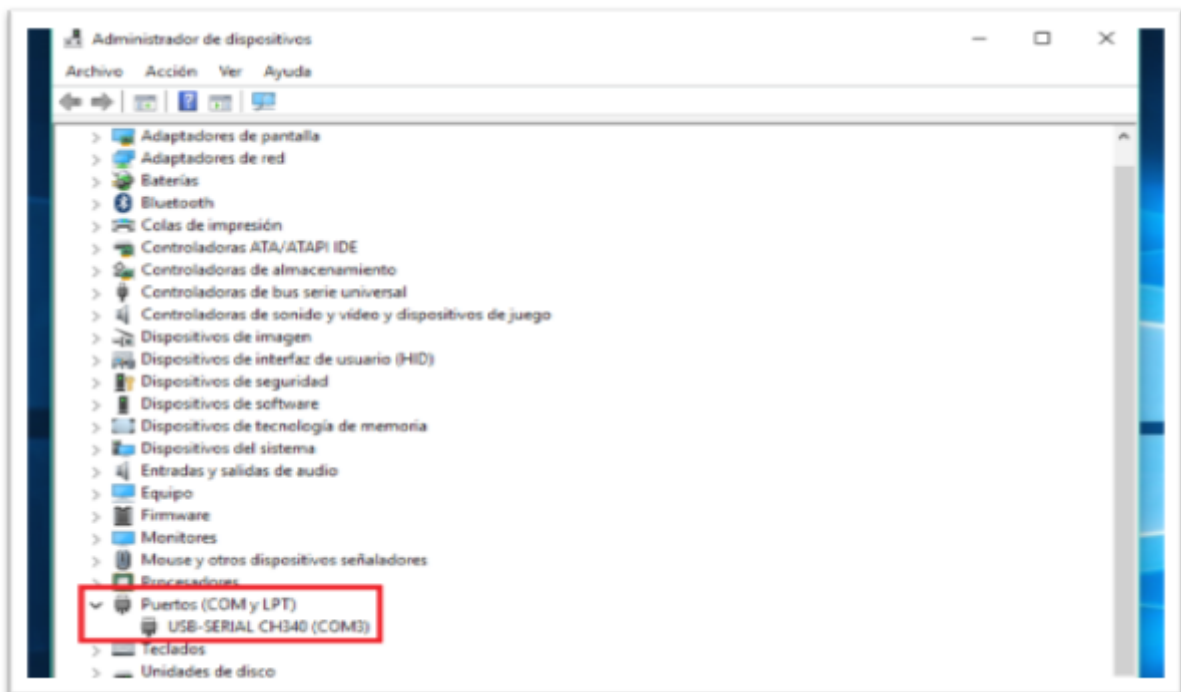 Administrador de dispositivos
Archivo Acción Ver Ayuda
Adaptadores de pantalla
Adaptadores de red
Baterías
Bluetooth
Colas de impresión
Controladoras ATA/ATAPI IDE
Controladoras de almacenamiento
Controladoras de bus serie universal
Controladoras de sonido y vídeo y dispositivos de juego
Dispositivos de imagen
Dispositivos de interfaz de usuario (HID)
Dispositivos de seguridad
Dispositivos de software
Dispositivos de tecnología de memoria
Dispositivos del sistema
Entradas y salidas de audio
Equipo
Firmware
Monitores
Mouse y otros dispositivos señaladores
Procesadores
Puertos (COM y LPT)
USB-SERIAL CH340 (COM3)
Teclados
Unidades de disco